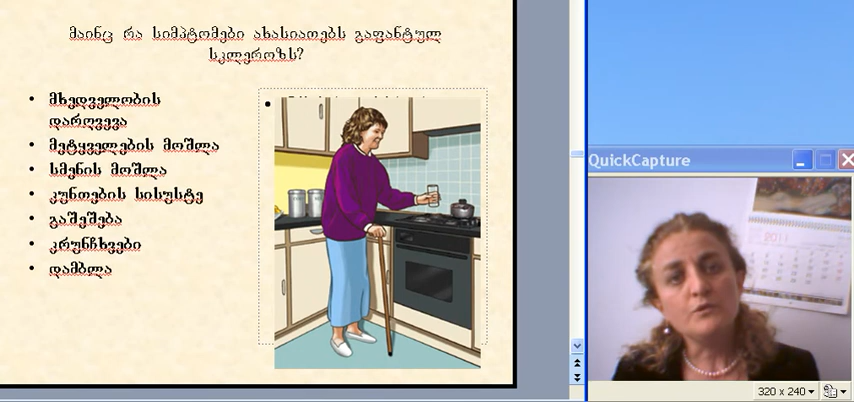 მაინც რა სიმპტომები ახასიათებს გაფანტულ
სკლეროზს?
• მხედველობის
დარღვევა
• მეტყველების მოშლა
• სმენის მოშლა
• კუნთების სისუსტე
• გაშეშება
• კრუნჩხვები
• დამბლა
QuickCapture
2011
320 x 240